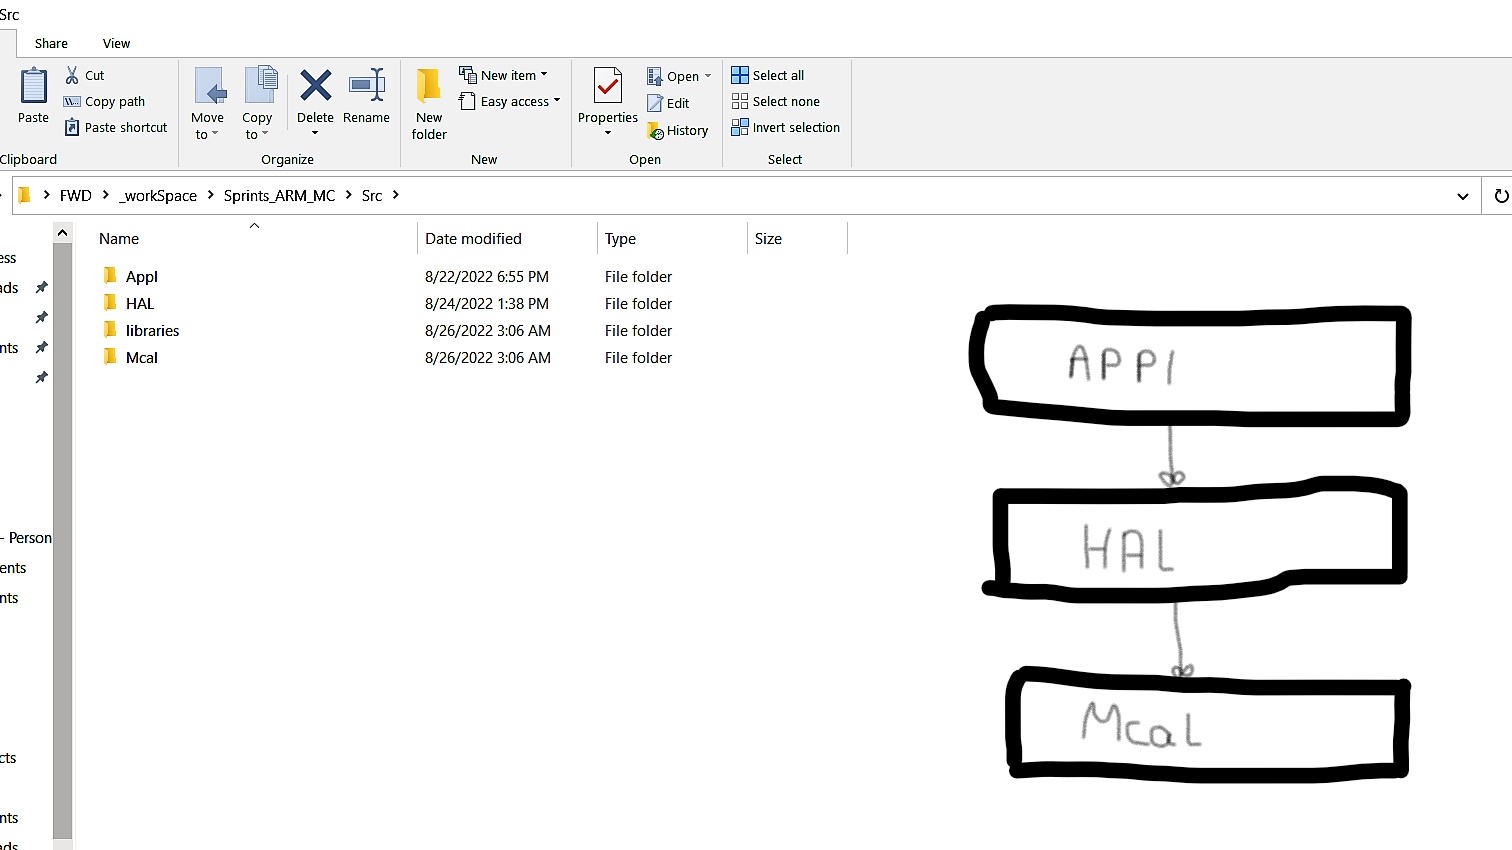 Src
Share View
Paste
Cut
Copy path
Paste shortcut
Clipboard
Move to
Copy to
Delete
Rename
Organize
New folder
New item
Easy access
New
Properties
Open
Edit
History
Open
Select all
Select none
Invert selection
Select
FWD _workSpace Sprints_ARM_MC Src
Name Date modified Type Size
Appl 8/22/2022 6:55 PM File folder
HAL 8/24/2022 1:38 PM File folder
libraries 8/26/2022 3:06 AM File folder
Mcal 8/26/2022 3:06 AM File folder
ess
ads
nts
- Person
ents
nts
cts
nts
ads
APPl
HAL
Mcal